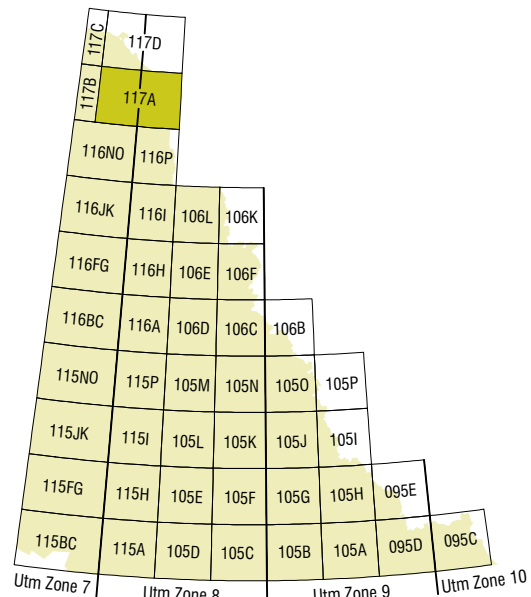 117C 117D
117B 117A
116NO 116P
116JK 116I 106L 106K
116FG 116H 106E 106F
116BC 116A 106D 106C 106B
115NO 115P 105M 105N 105O 105P
115JK 115I 105L 105K 105J 105I
115FG 115H 105E 105F 105G 105H 095E
115BC 115A 105D 105C 105B 105A 095D 095C
Utm Zone 7 Utm Zone 8 Utm Zone 9 Utm Zone 10